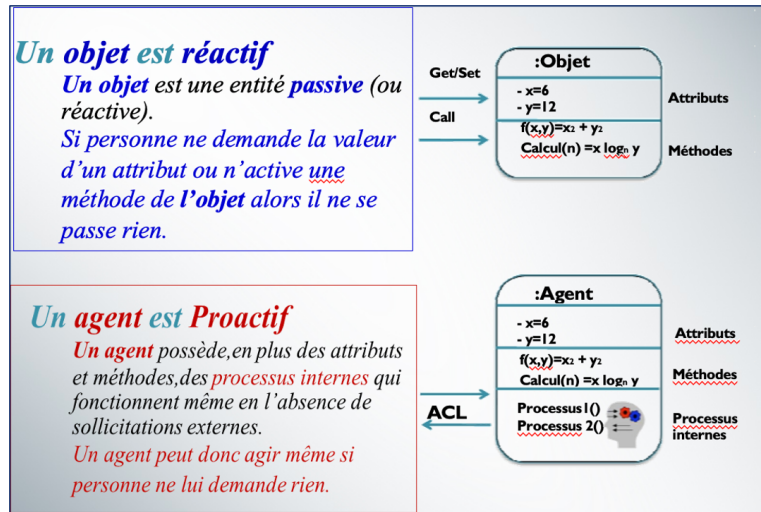 Un objet est réactif
Un objet est une entité passive (ou
réactive).
Si personne ne demande la valeur
d'un attribut ou n'active une
méthode de l'objet alors il ne se
passe rien.
Get/Set
Call
:Objet
- x=6
- y=12
f(x,y)=x2 + y2
Calcul(n) =x logn y
Attributs
Méthodes
Un agent est Proactif
Un agent possède,en plus des attributs
et méthodes,des processus internes qui
fonctionnent même en l'absence de
sollicitations externes.
Un agent peut donc agir même si
personne ne lui demande rien.
ACL
:Agent
- x=6
- y=12
f(x,y)=x2 + y2
Calcul(n) =x logn y
Processus1()
Processus 2()
Attributs
Méthodes
Processus
internes